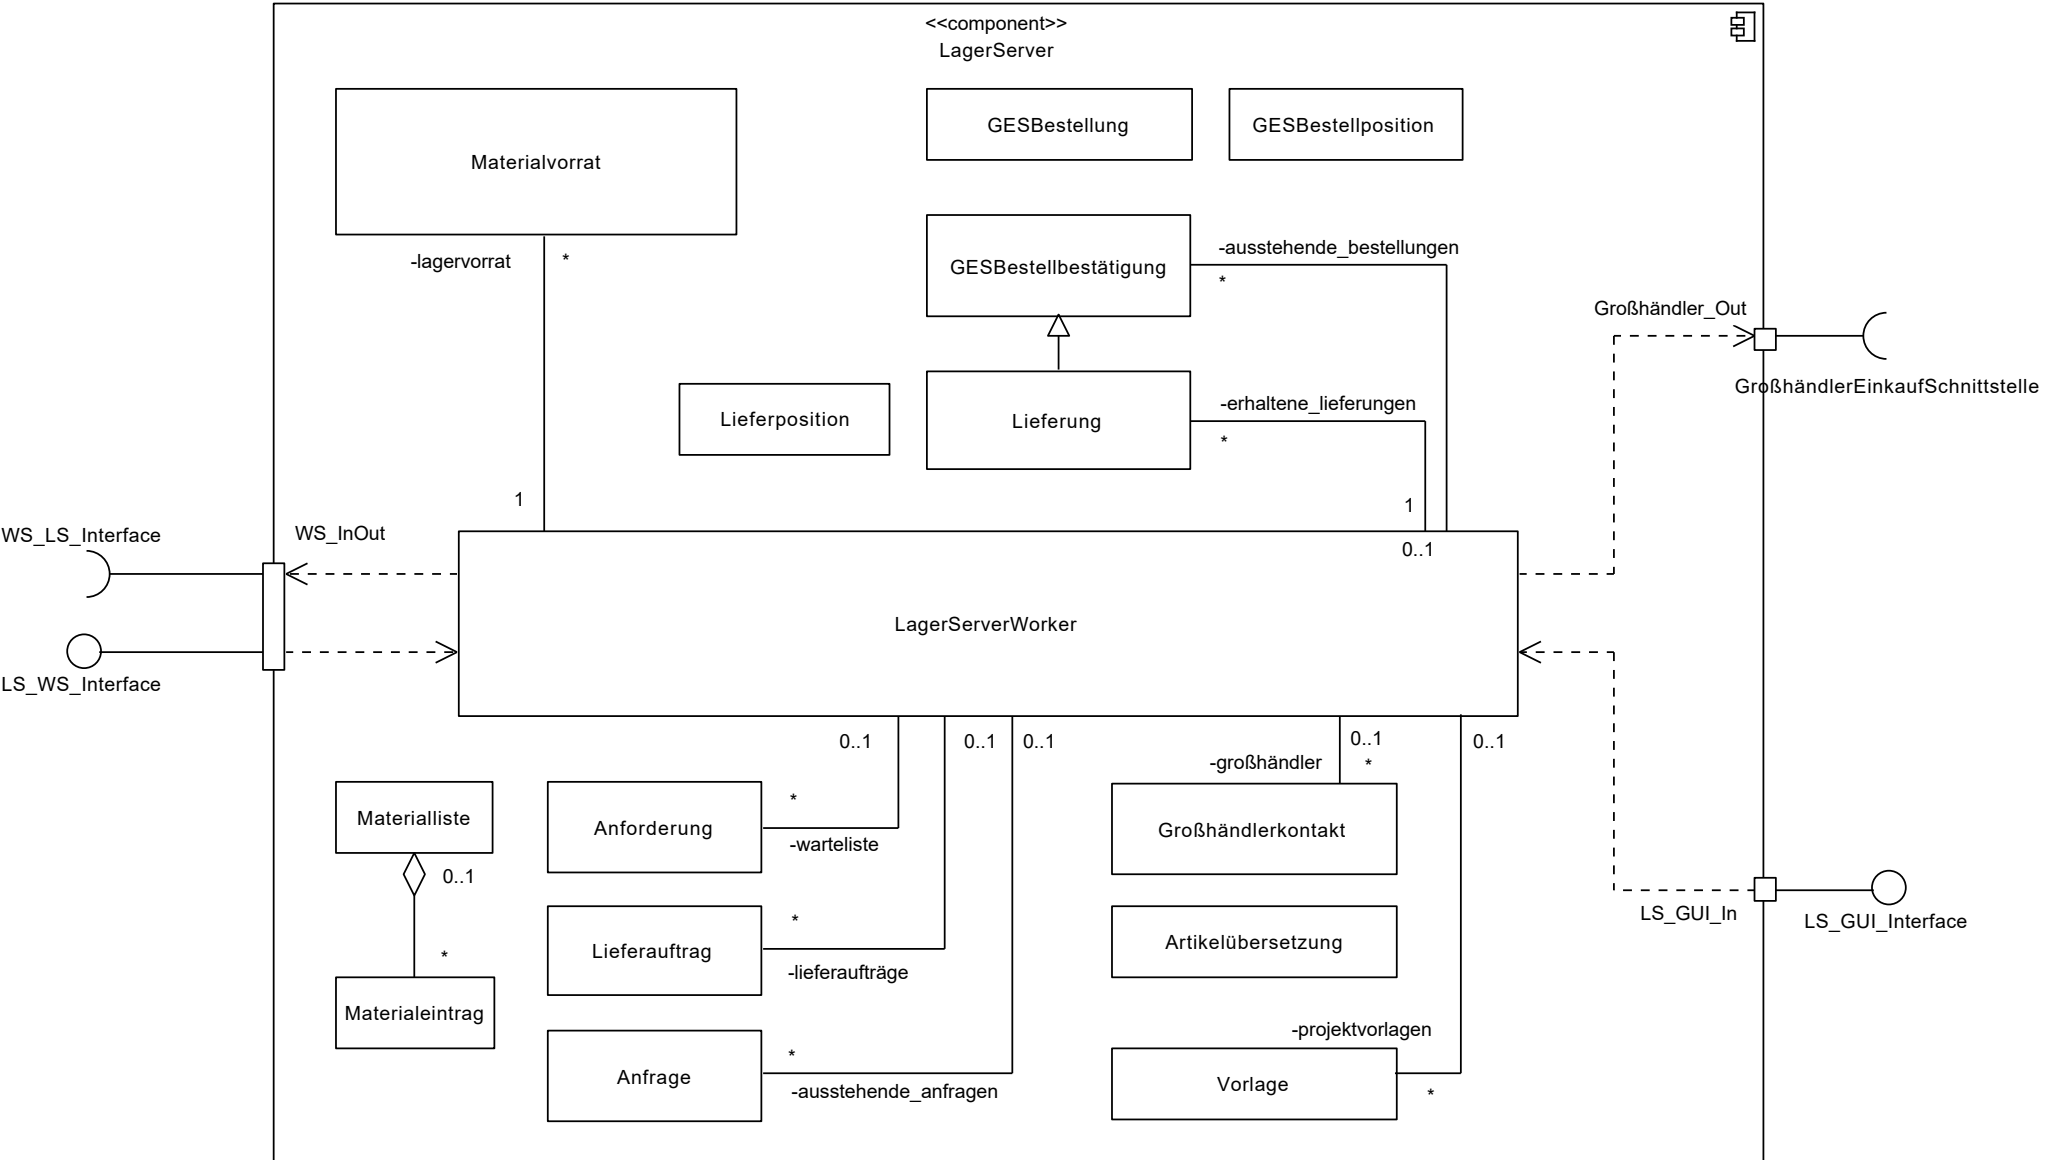 <<component>>
LagerServer
Materialvorrat
GESBestellung
GESBestellposition
-lagervorrat
*
GESBestellbestätigung
-ausstehende_bestellungen
*
Großhändler_Out
GroßhändlerEinkaufSchnittstelle
Lieferposition
Lieferung
-erhaltene_lieferungen
*
1
1
WS_LS_Interface
WS_InOut
0..1
LagerServerWorker
LS_WS_Interface
0..1
0..1
0..1
0..1
0..1
-großhändler
*
Materialliste
0..1
*
Materialeintrag
Anforderung
*
-warteliste
Lieferauftrag
*
-lieferaufträge
Anfrage
*
-ausstehende_anfragen
Großhändlerkontakt
Artikelübersetzung
-projektvorlagen
Vorlage
*
LS_GUI_In
LS_GUI_Interface